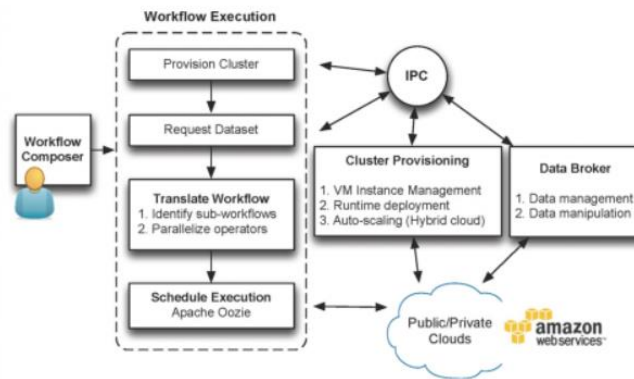 Workflow Execution
Provision Cluster
IPC
Request Dataset
Workflow
Composer
Cluster Provisioning
1. VM Instance Management
2. Runtime deployment
3. Auto-scaling (Hybrid cloud)
Data Broker
1. Data management
2. Data manipulation
Translate Workflow
1. Identify sub-workflows
2. Parallelize operators
Schedule Execution
Apache Oozie
Public/Private
Clouds
amazon
webservices™